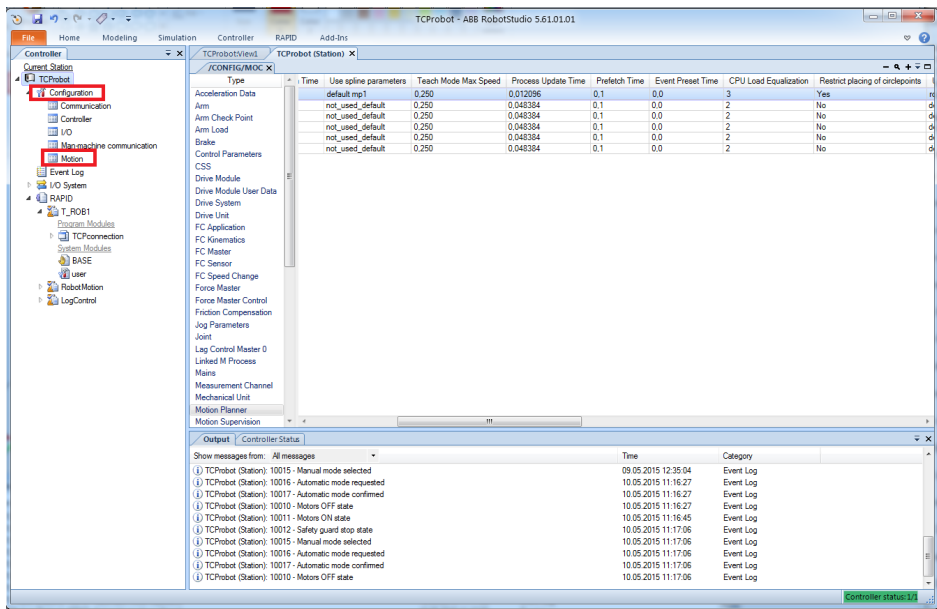 TCProbot - ABB RobotStudio 5.61.01.01
File Home Modeling Simulation Controller RAPID Add-Ins
Controller
Current Station
TCProbot
Configuration
Communication
Controller
I/O
Man-machine communication
Motion
Event Log
I/O System
RAPID
T_ROB1
Program Modules
TCPconnection
System Modules
BASE
user
RobotMotion
LogControl
TCProbot:View1 TCProbot (Station) X
/CONFIG/MOC X
Type
Acceleration Data
Arm
Arm Check Point
Arm Load
Brake
Control Parameters
CSS
Drive Module
Drive Module User Data
Drive System
Drive Unit
FC Application
FC Kinematics
FC Master
FC Sensor
FC Speed Change
Force Master
Force Master Control
Friction Compensation
Jog Parameters
Joint
Lag Control Master 0
Linked M Process
Mains
Measurement Channel
Mechanical Unit
Motion Planner
Motion Supervision
Time Use spline parameters Teach Mode Max Speed Process Update Time Prefetch Time Event Preset Time CPU Load Equalization Restrict placing of circlepoints
default mp1 0,250 0,012096 0,1 0,0 3 Yes
not_used_default 0,250 0,048384 0,1 0,0 2 No
not_used_default 0,250 0,048384 0,1 0,0 2 No
not_used_default 0,250 0,048384 0,1 0,0 2 No
not_used_default 0,250 0,048384 0,1 0,0 2 No
not_used_default 0,250 0,048384 0,1 0,0 2 No
Output Controller Status
Show messages from: All messages Time Category
TCProbot (Station): 10015 - Manual mode selected 09.05.2015 12:35:04 Event Log
TCProbot (Station): 10016 - Automatic mode requested 10.05.2015 11:16:27 Event Log
TCProbot (Station): 10017 - Automatic mode confirmed 10.05.2015 11:16:27 Event Log
TCProbot (Station): 10010 - Motors OFF state 10.05.2015 11:16:27 Event Log
TCProbot (Station): 10011 - Motors ON state 10.05.2015 11:16:45 Event Log
TCProbot (Station): 10012 - Safety guard stop state 10.05.2015 11:17:06 Event Log
TCProbot (Station): 10015 - Manual mode selected 10.05.2015 11:17:06 Event Log
TCProbot (Station): 10016 - Automatic mode requested 10.05.2015 11:17:06 Event Log
TCProbot (Station): 10017 - Automatic mode confirmed 10.05.2015 11:17:06 Event Log
TCProbot (Station): 10010 - Motors OFF state 10.05.2015 11:17:06 Event Log
Controller status: 1/1